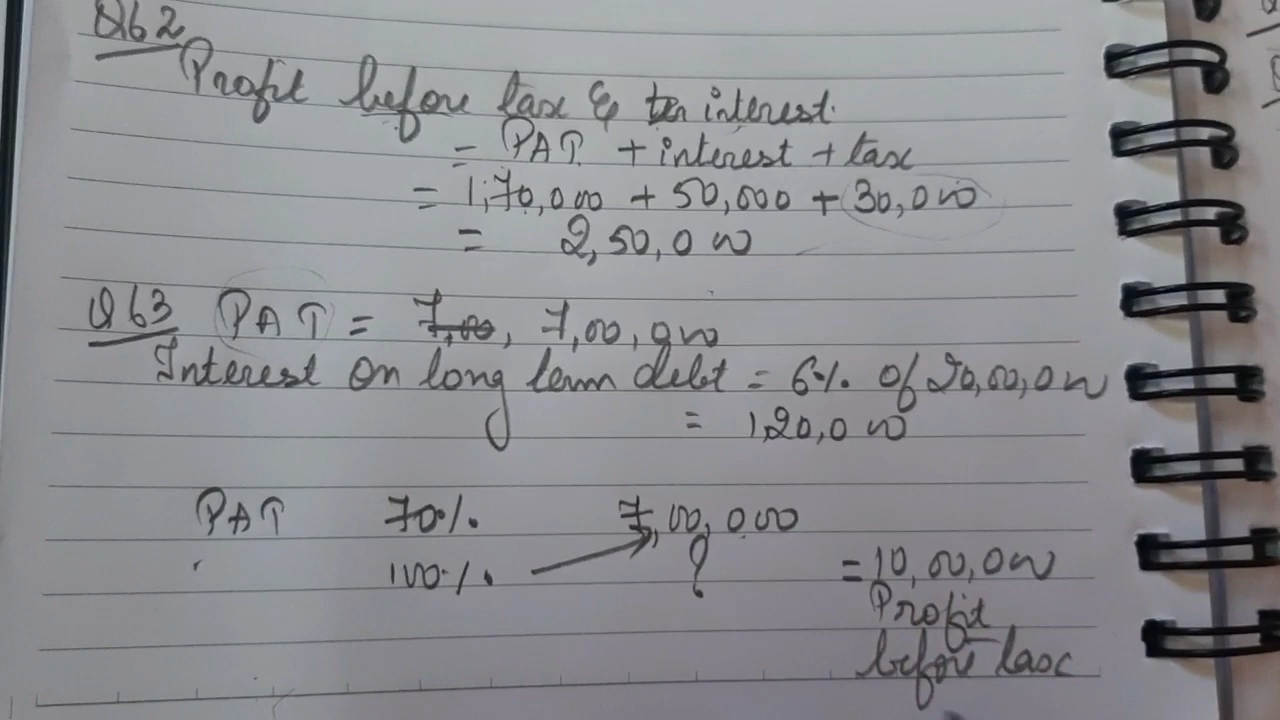 Q62
Profit before tax & interest.
= PAT + interest + tax
= 1,70,000 + 50,000 + 30,000
= 2,50,000
Q63 PAT = 7,00, 7,00,000
Interest on long term debt = 6% of 20,00,000
= 1,20,000
PAT 70% 7,00,000
100% ? = 10,00,000
Profit
before tax